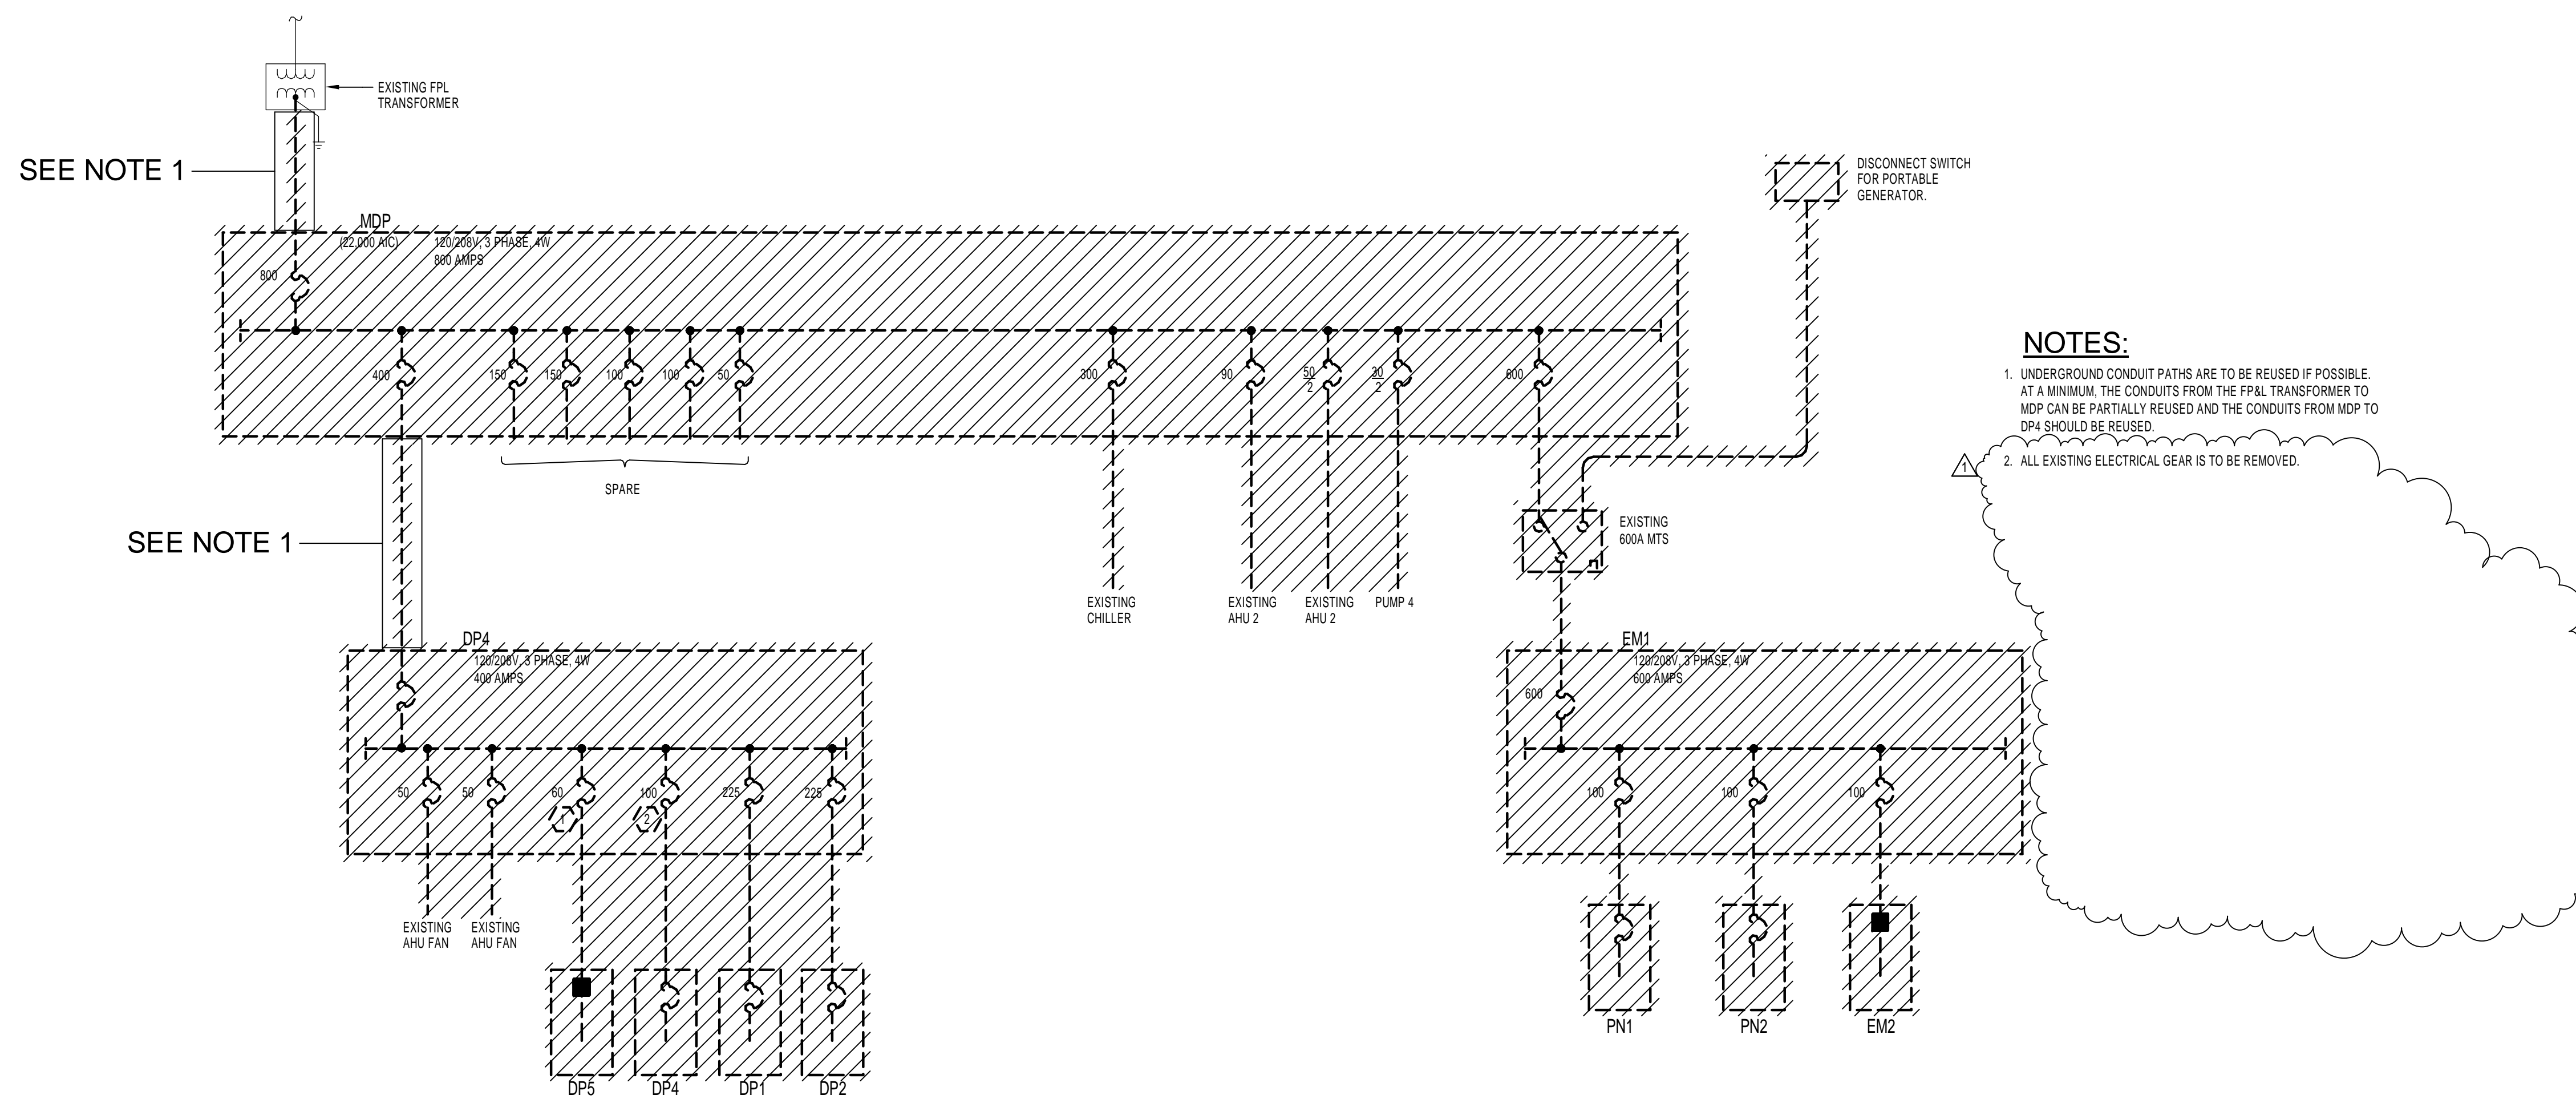 EXISTING FPL
TRANSFORMER
SEE NOTE 1
DISCONNECT SWITCH
FOR PORTABLE
GENERATOR.
MDP
(22,000 AIC)
120/208V, 3 PHASE, 4W
800 AMPS
800
400
150
150
100
100
50
300
90
50
2
30
2
600
SPARE
NOTES:
1. UNDERGROUND CONDUIT PATHS ARE TO BE REUSED IF POSSIBLE.
AT A MINIMUM, THE CONDUITS FROM THE FP&L TRANSFORMER TO
MDP CAN BE PARTIALLY REUSED AND THE CONDUITS FROM MDP TO
DP4 SHOULD BE REUSED.
1
2. ALL EXISTING ELECTRICAL GEAR IS TO BE REMOVED.
SEE NOTE 1
EXISTING
600A MTS
EXISTING
CHILLER
EXISTING
AHU 2
EXISTING
AHU 2
PUMP 4
DP4
120/208V, 3 PHASE, 4W
400 AMPS
50
50
60
1
100
2
225
225
EXISTING
AHU FAN
EXISTING
AHU FAN
DP5
DP4
DP1
DP2
EM1
120/208V, 3 PHASE, 4W
600 AMPS
600
100
100
100
PN1
PN2
EM2